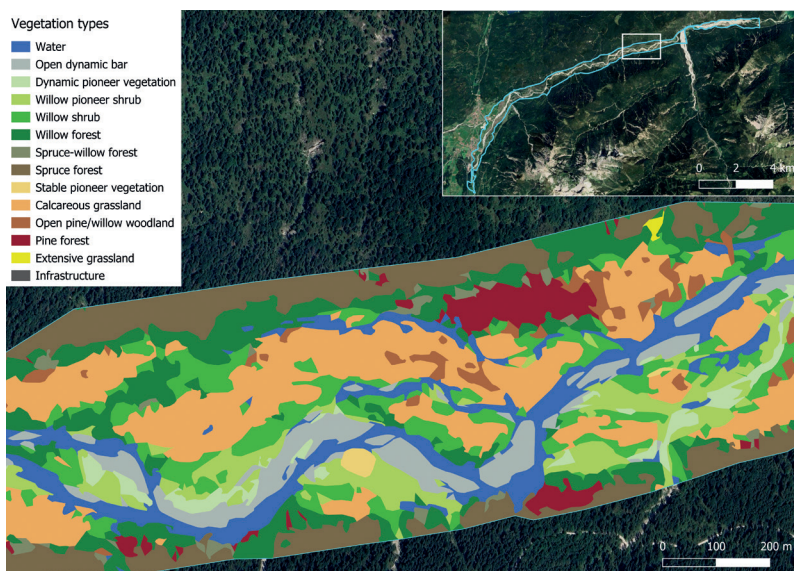 Vegetation types
Water
Open dynamic bar
Dynamic pioneer vegetation
Willow pioneer shrub
Willow shrub
Willow forest
Spruce-willow forest
Spruce forest
Stable pioneer vegetation
Calcareous grassland
Open pine/willow woodland
Pine forest
Extensive grassland
Infrastructure
0 2 4 km
0 100 200 m